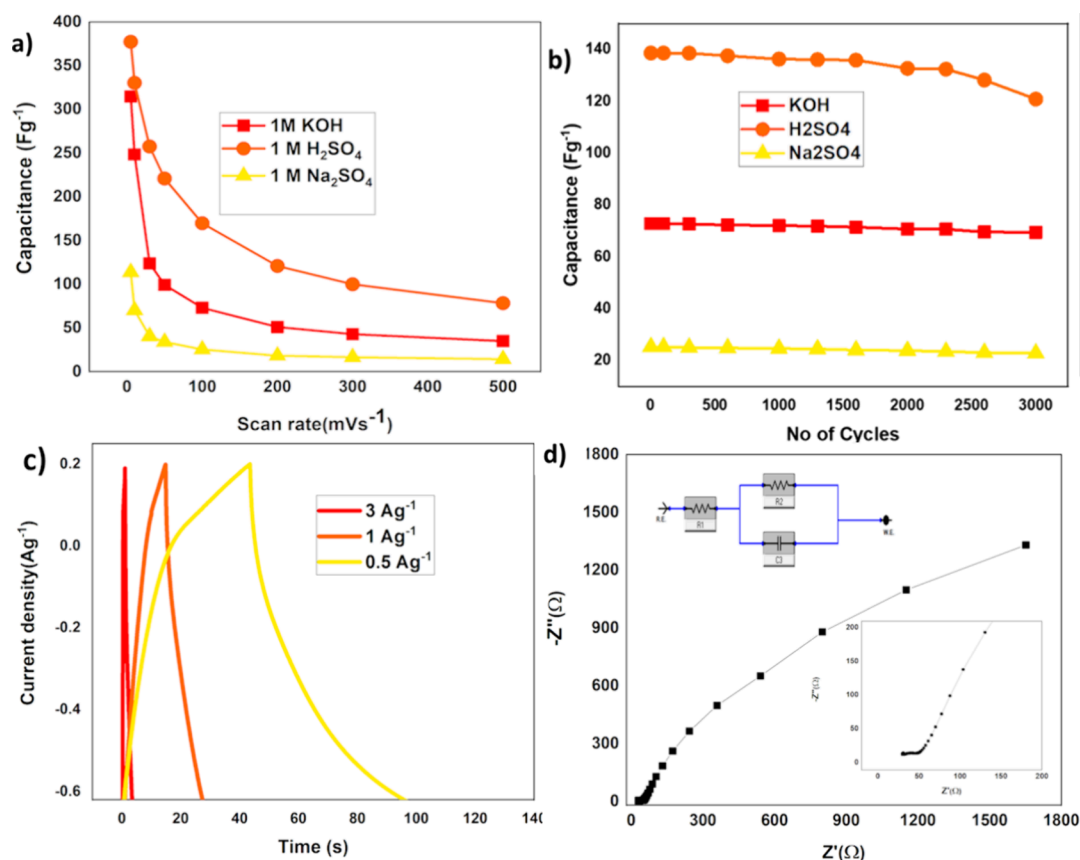 a)
Capacitance (Fg⁻¹)
400
350
300
250
200
150
100
50
0
1M KOH
1 M H₂SO₄
1 M Na₂SO₄
0
100
200
300
400
500
Scan rate(mVs⁻¹)
b)
Capacitance (Fg⁻¹)
140
120
100
80
60
40
20
KOH
H2SO4
Na2SO4
0
500
1000
1500
2000
2500
3000
No of Cycles
c)
Current density(Ag⁻¹)
0.2
0.0
-0.2
-0.4
-0.6
3 Ag⁻¹
1 Ag⁻¹
0.5 Ag⁻¹
0
20
40
60
80
100
120
140
Time (s)
d)
-Z''(Ω)
1800
1500
1200
900
600
300
0
R.E.
R1
R2
C3
W.E.
-Z''(Ω)
200
150
100
50
0
0
50
100
150
200
Z'(Ω)
0
300
600
900
1200
1500
1800
Z'(Ω)